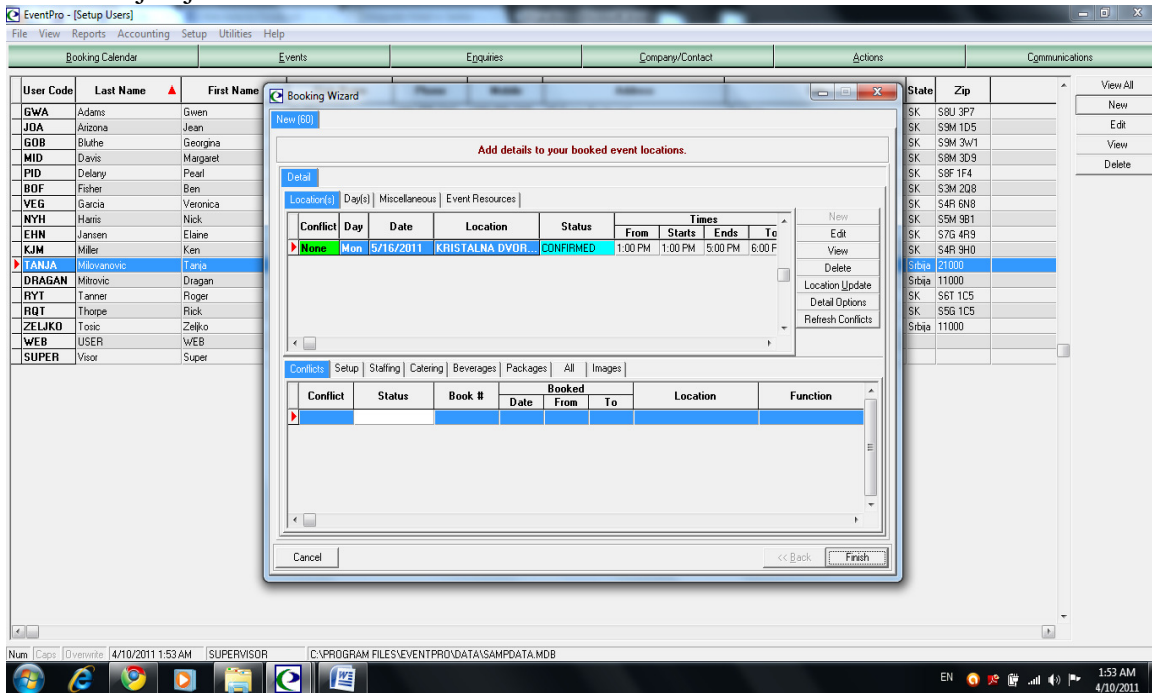 EventPro - [Setup Users]
File View Reports Accounting Setup Utilities Help
Booking Calendar Events Enquiries Company/Contact Actions Communications
User Code Last Name First Name State Zip View All
GWA Adams Gwen SK S8U 3P7 New
JOA Arizona Jean SK S9M 1D5 Edit
GOB Bluthe Georgina SK S9M 3W1 View
MID Davis Margaret SK S8M 3D9 Delete
PID Delany Pearl SK S8F 1F4
BOF Fisher Ben SK S3M 2Q8
VEG Garcia Veronica SK S4R 6N8
NYH Harris Nick SK S5M 9B1
EHN Jansen Elaine SK S7G 4R9
KJM Miller Ken SK S4R 9H0
TANJA Milovanovic Tanja Srbija 21000
DRAGAN Mitrovic Dragan Srbija 11000
RYT Tanner Roger SK S6T 1C5
RQT Thorpe Rick SK S5G 1C5
ZELJKO Tosic Zeljko Srbija 11000
WEB USER WEB
SUPER Visor Super
Booking Wizard
New (60)
Add details to your booked event locations.
Detail
Location(s) Day(s) Miscellaneous Event Resources
Conflict Day Date Location Status Times
From Starts Ends To
None Mon 5/16/2011 KRISTALNA DVOR... CONFIRMED 1:00 PM 1:00 PM 5:00 PM 6:00 P
New
Edit
View
Delete
Location Update
Detail Options
Refresh Conflicts
Conflicts Setup Staffing Catering Beverages Packages All Images
Conflict Status Book # Booked Location Function
Date From To
Cancel << Back Finish
Num Caps Overwrite 4/10/2011 1:53 AM SUPERVISOR C:\PROGRAM FILES\EVENTPRO\DATA\SAMPDATA.MDB
EN 1:53 AM
4/10/2011